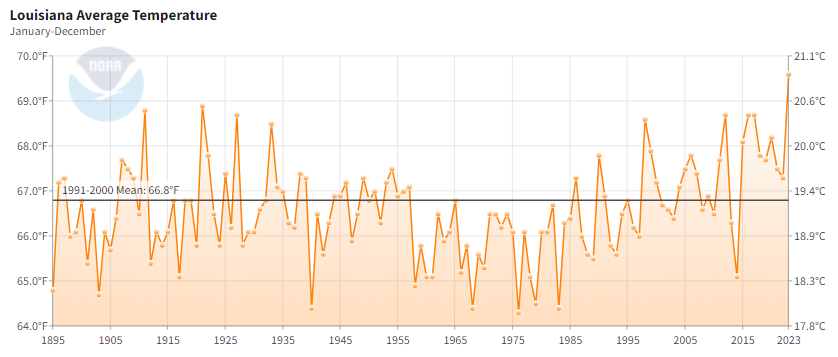 Louisiana Average Temperature
January-December
NOAA
70.0°F
21.1°C
69.0°F
20.6°C
68.0°F
20.0°C
1991-2000 Mean: 66.8°F
67.0°F
19.4°C
66.0°F
18.9°C
65.0°F
18.3°C
64.0°F
17.8°C
1895 1905 1915 1925 1935 1945 1955 1965 1975 1985 1995 2005 2015 2023